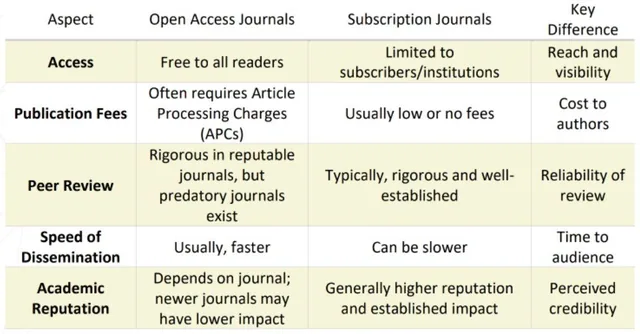 Aspect
Open Access Journals
Subscription Journals
Key
Difference
Access
Free to all readers
Limited to
subscribers/institutions
Reach and
visibility
Publication Fees
Often requires Article
Processing Charges
(APCs)
Usually low or no fees
Cost to
authors
Peer Review
Rigorous in reputable
journals, but
predatory journals
exist
Typically, rigorous and well-
established
Reliability of
review
Speed of
Dissemination
Usually, faster
Can be slower
Time to
audience
Academic
Reputation
Depends on journal;
newer journals may
have lower impact
Generally higher reputation
and established impact
Perceived
credibility